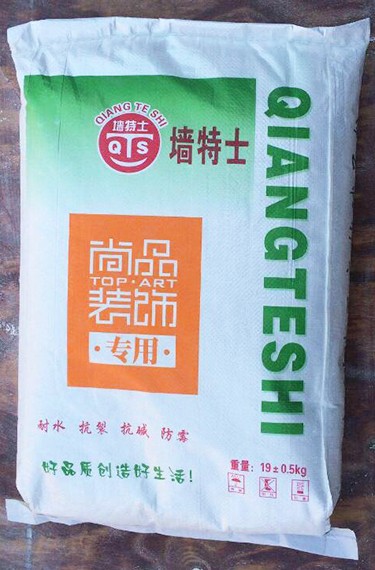 QIANG TE SHI
墙特士
QTS
墙特士
QIANGTESHI
尚品
TOP·ART
装饰
·专用·
耐水 抗裂 抗碱 防霉
好品质创造好生活!
重量: 19±0.5kg